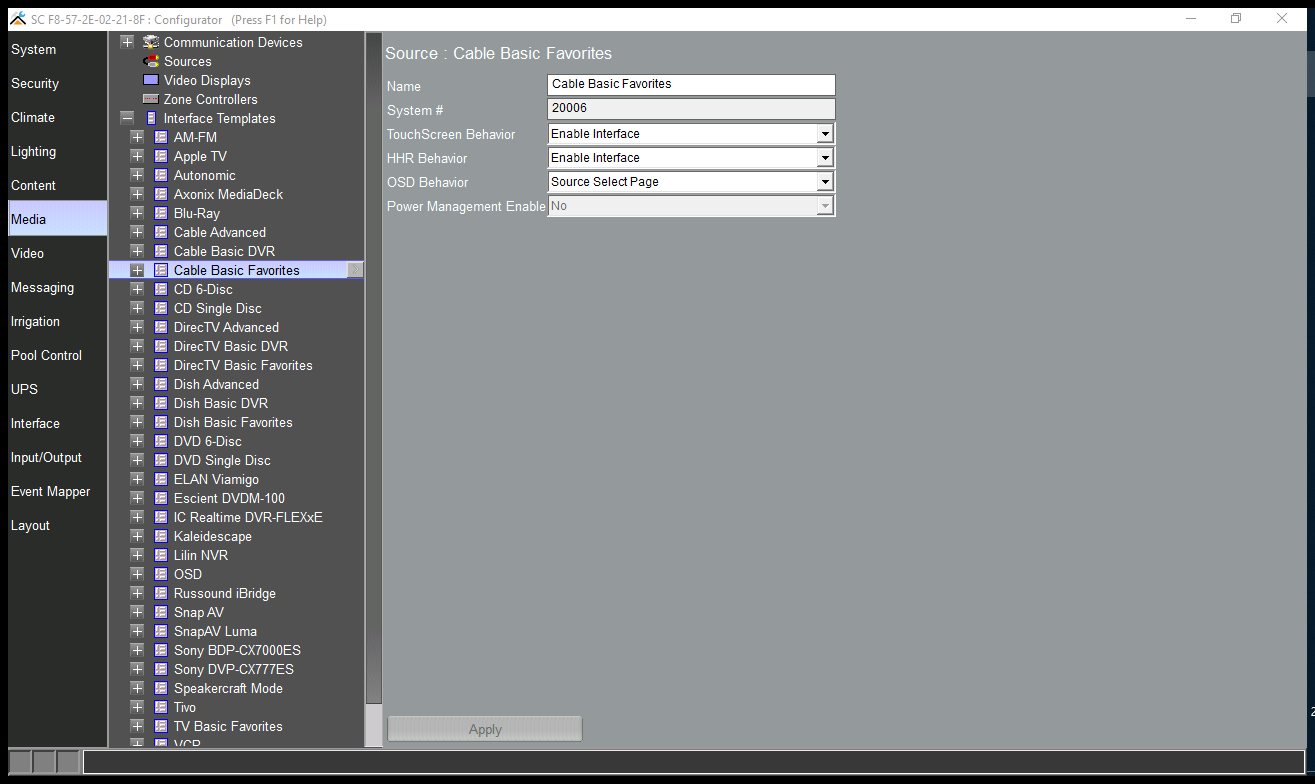 SC F8-57-2E-02-21-8F : Configurator (Press F1 for Help)
System
Security
Climate
Lighting
Content
Media
Video
Messaging
Irrigation
Pool Control
UPS
Interface
Input/Output
Event Mapper
Layout
Communication Devices
Sources
Video Displays
Zone Controllers
Interface Templates
AM-FM
Apple TV
Autonomic
Axonix MediaDeck
Blu-Ray
Cable Advanced
Cable Basic DVR
Cable Basic Favorites
CD 6-Disc
CD Single Disc
DirecTV Advanced
DirecTV Basic DVR
DirecTV Basic Favorites
Dish Advanced
Dish Basic DVR
Dish Basic Favorites
DVD 6-Disc
DVD Single Disc
ELAN Viamigo
Escient DVDM-100
IC Realtime DVR-FLEXxE
Kaleidescape
Lilin NVR
OSD
Russound iBridge
Snap AV
SnapAV Luma
Sony BDP-CX7000ES
Sony DVP-CX777ES
Speakercraft Mode
Tivo
TV Basic Favorites
VCR
Source : Cable Basic Favorites
Name Cable Basic Favorites
System # 20006
TouchScreen Behavior Enable Interface
HHR Behavior Enable Interface
OSD Behavior Source Select Page
Power Management Enable No
Apply